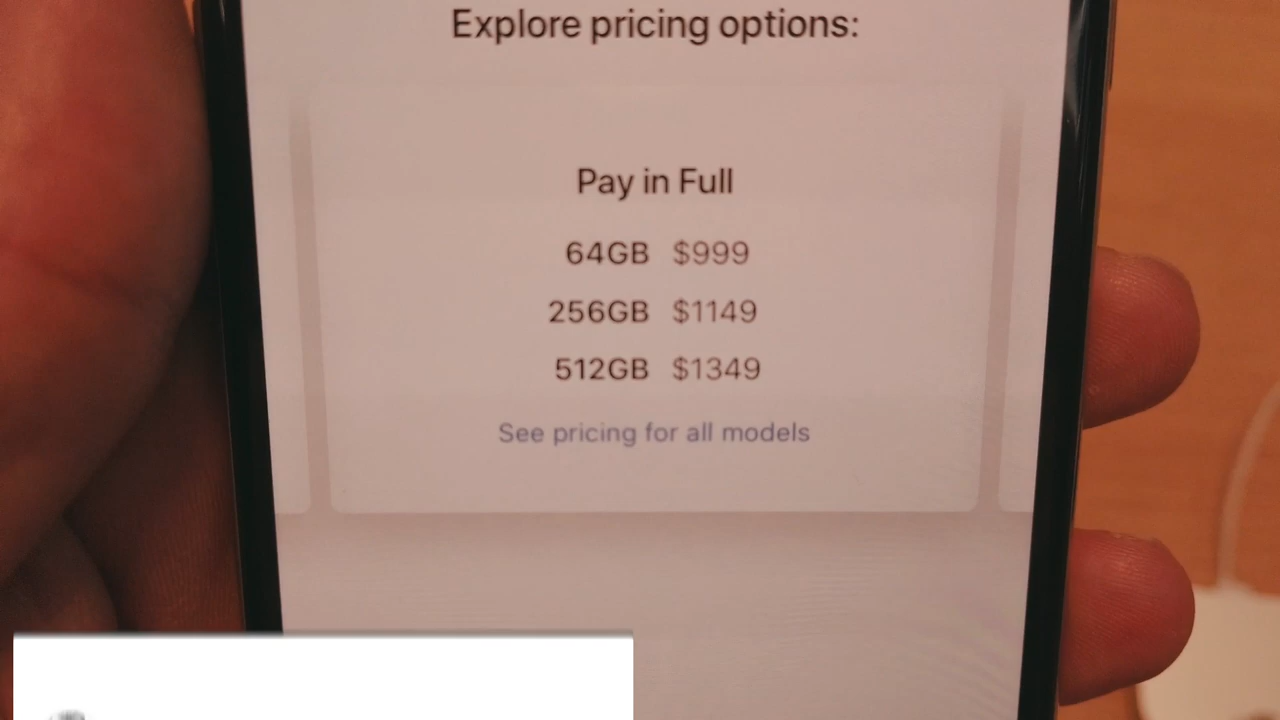 Explore pricing options:
Pay in Full
64GB $999
256GB $1149
512GB $1349
See pricing for all models